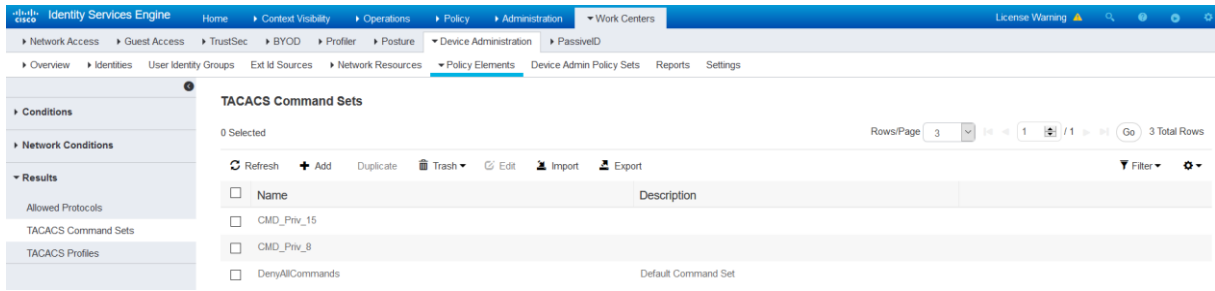 cisco Identity Services Engine Home Context Visibility Operations Policy Administration Work Centers License Warning
Network Access Guest Access TrustSec BYOD Profiler Posture Device Administration PassiveID
Overview Identities User Identity Groups Ext Id Sources Network Resources Policy Elements Device Admin Policy Sets Reports Settings
Conditions
Network Conditions
Results
Allowed Protocols
TACACS Command Sets
TACACS Profiles
TACACS Command Sets
0 Selected Rows/Page 3 1 / 1 Go 3 Total Rows
Refresh Add Duplicate Trash Edit Import Export Filter
Name Description
CMD_Priv_15
CMD_Priv_8
DenyAllCommands Default Command Set